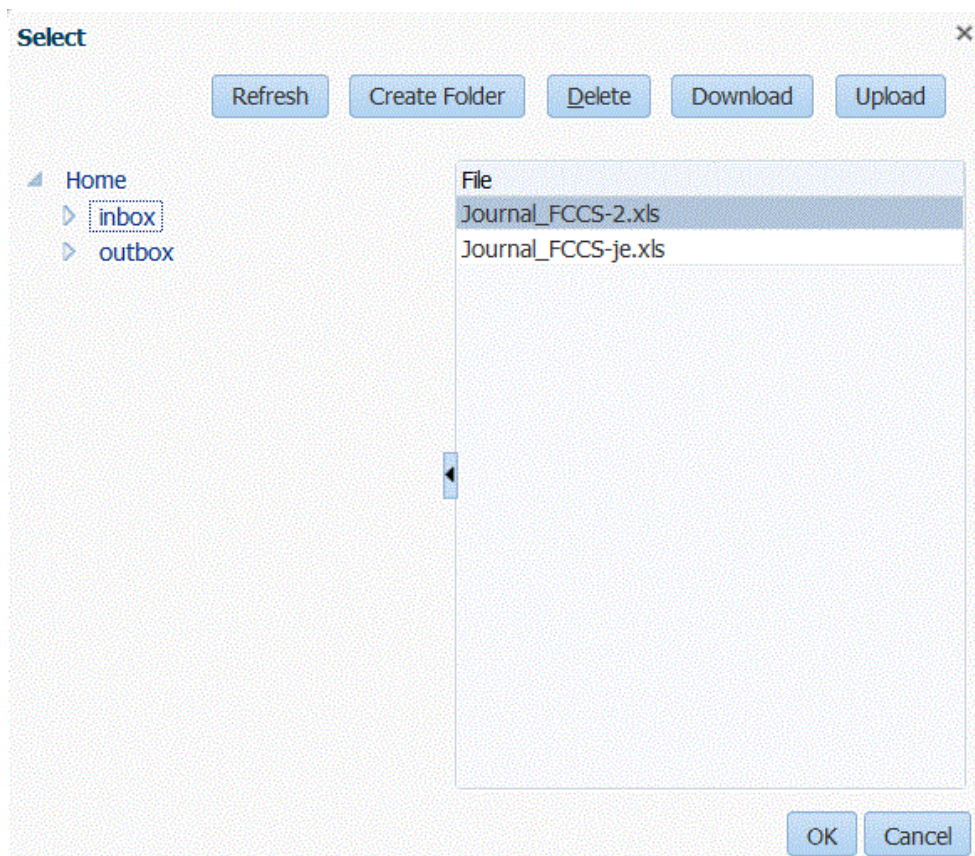 Select
Refresh Create Folder Delete Download Upload
Home
inbox
outbox
File
Journal_FCCS-2.xls
Journal_FCCS-je.xls
OK Cancel